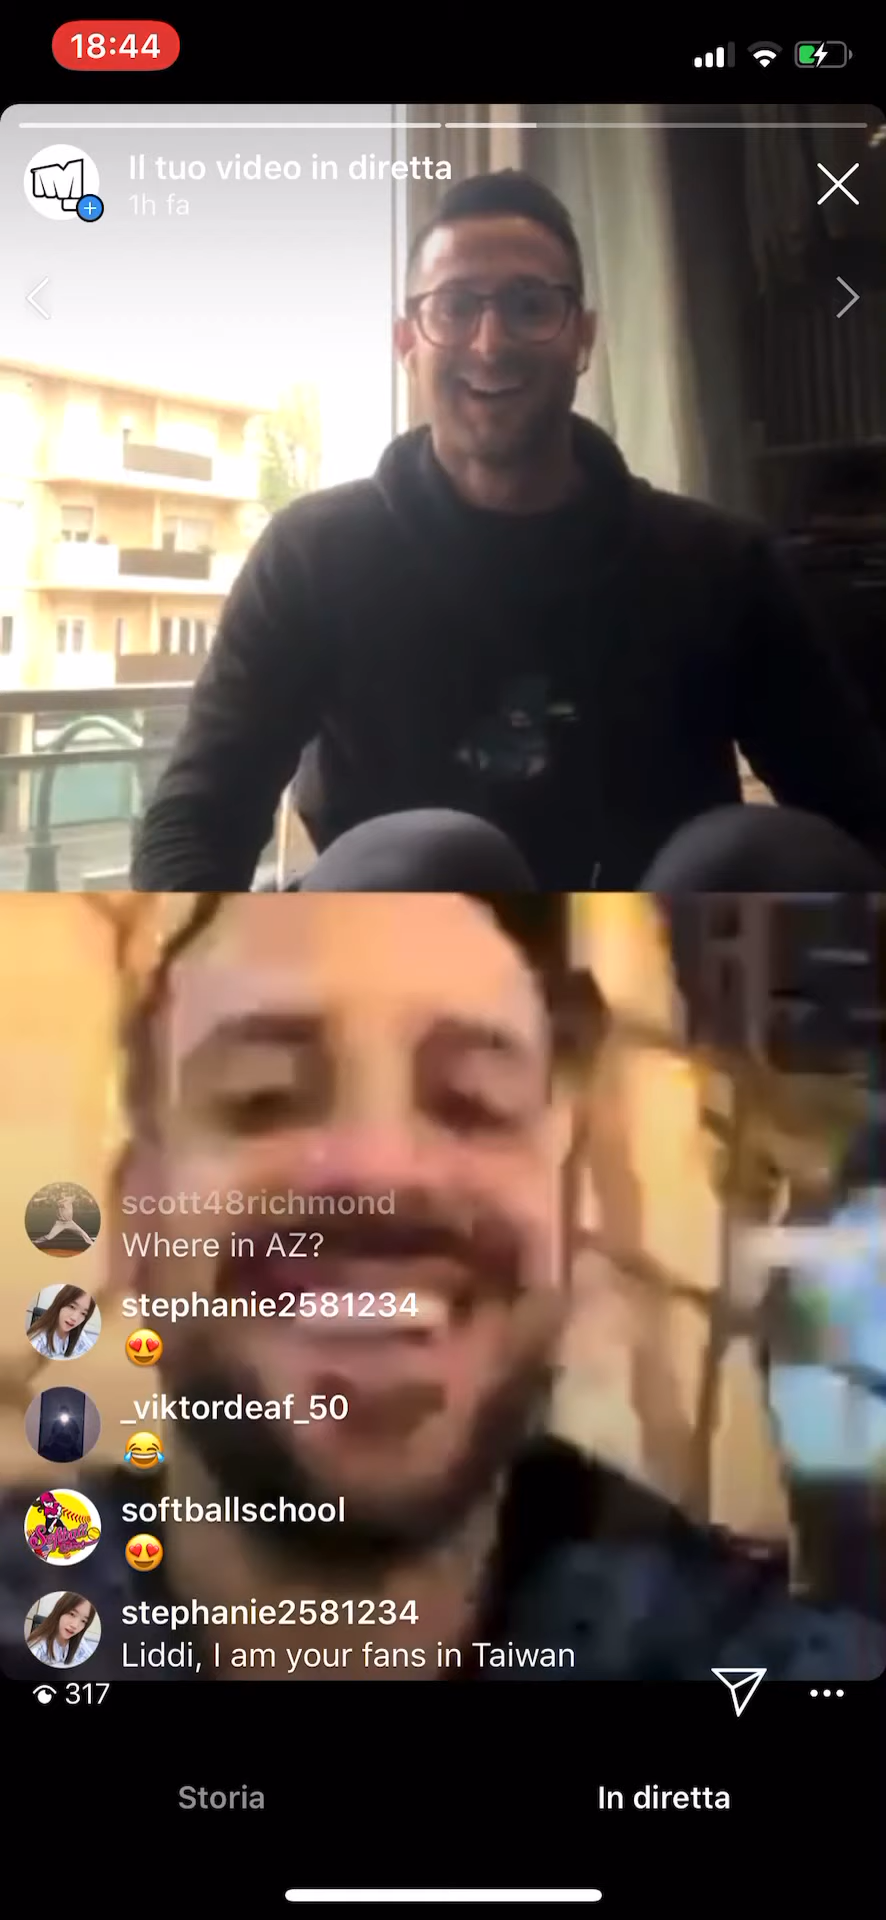 18:44
Il tuo video in diretta
1h fa
scott48richmond
Where in AZ?
stephanie2581234
😍
_viktordeaf_50
😂
softballschool
😍
stephanie2581234
Liddi, I am your fans in Taiwan
317
Storia
In diretta